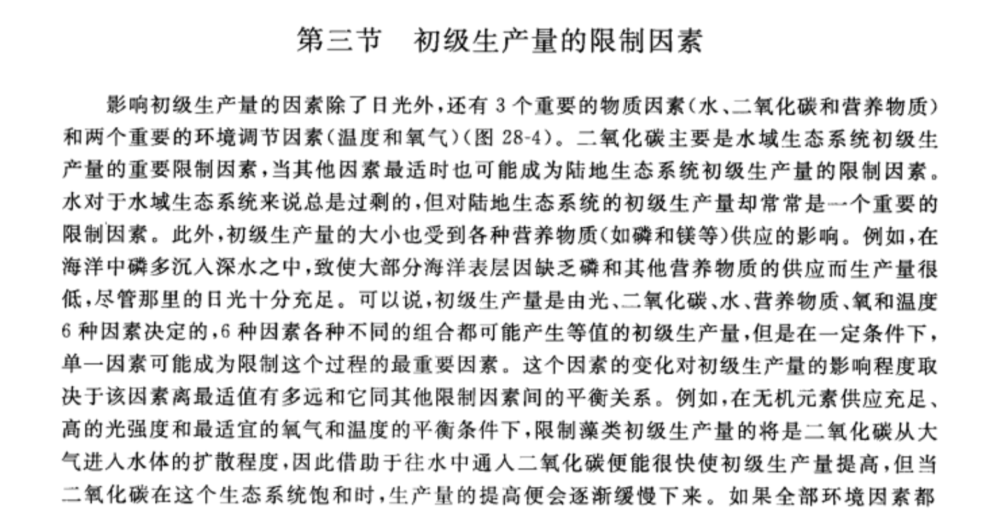 第三节 初级生产量的限制因素
影响初级生产量的因素除了日光外,还有 3 个重要的物质因素(水、二氧化碳和营养物质)
和两个重要的环境调节因素(温度和氧气)(图 28-4)。二氧化碳主要是水域生态系统初级生
产量的重要限制因素,当其他因素最适时也可能成为陆地生态系统初级生产量的限制因素。
水对于水域生态系统来说总是过剩的,但对陆地生态系统的初级生产量却常常是一个重要的
限制因素。此外,初级生产量的大小也受到各种营养物质(如磷和镁等)供应的影响。例如,在
海洋中磷多沉入深水之中,致使大部分海洋表层因缺乏磷和其他营养物质的供应而生产量很
低,尽管那里的日光十分充足。可以说,初级生产量是由光、二氧化碳、水、营养物质、氧和温度
6 种因素决定的,6 种因素各种不同的组合都可能产生等值的初级生产量,但是在一定条件下,
单一因素可能成为限制这个过程的最重要因素。这个因素的变化对初级生产量的影响程度取
决于该因素离最适值有多远和它同其他限制因素间的平衡关系。例如,在无机元素供应充足、
高的光强度和最适宜的氧气和温度的平衡条件下,限制藻类初级生产量的将是二氧化碳从大
气进入水体的扩散程度,因此借助于往水中通入二氧化碳便能很快使初级生产量提高,但当
二氧化碳在这个生态系统饱和时,生产量的提高便会逐渐缓慢下来。如果全部环境因素都